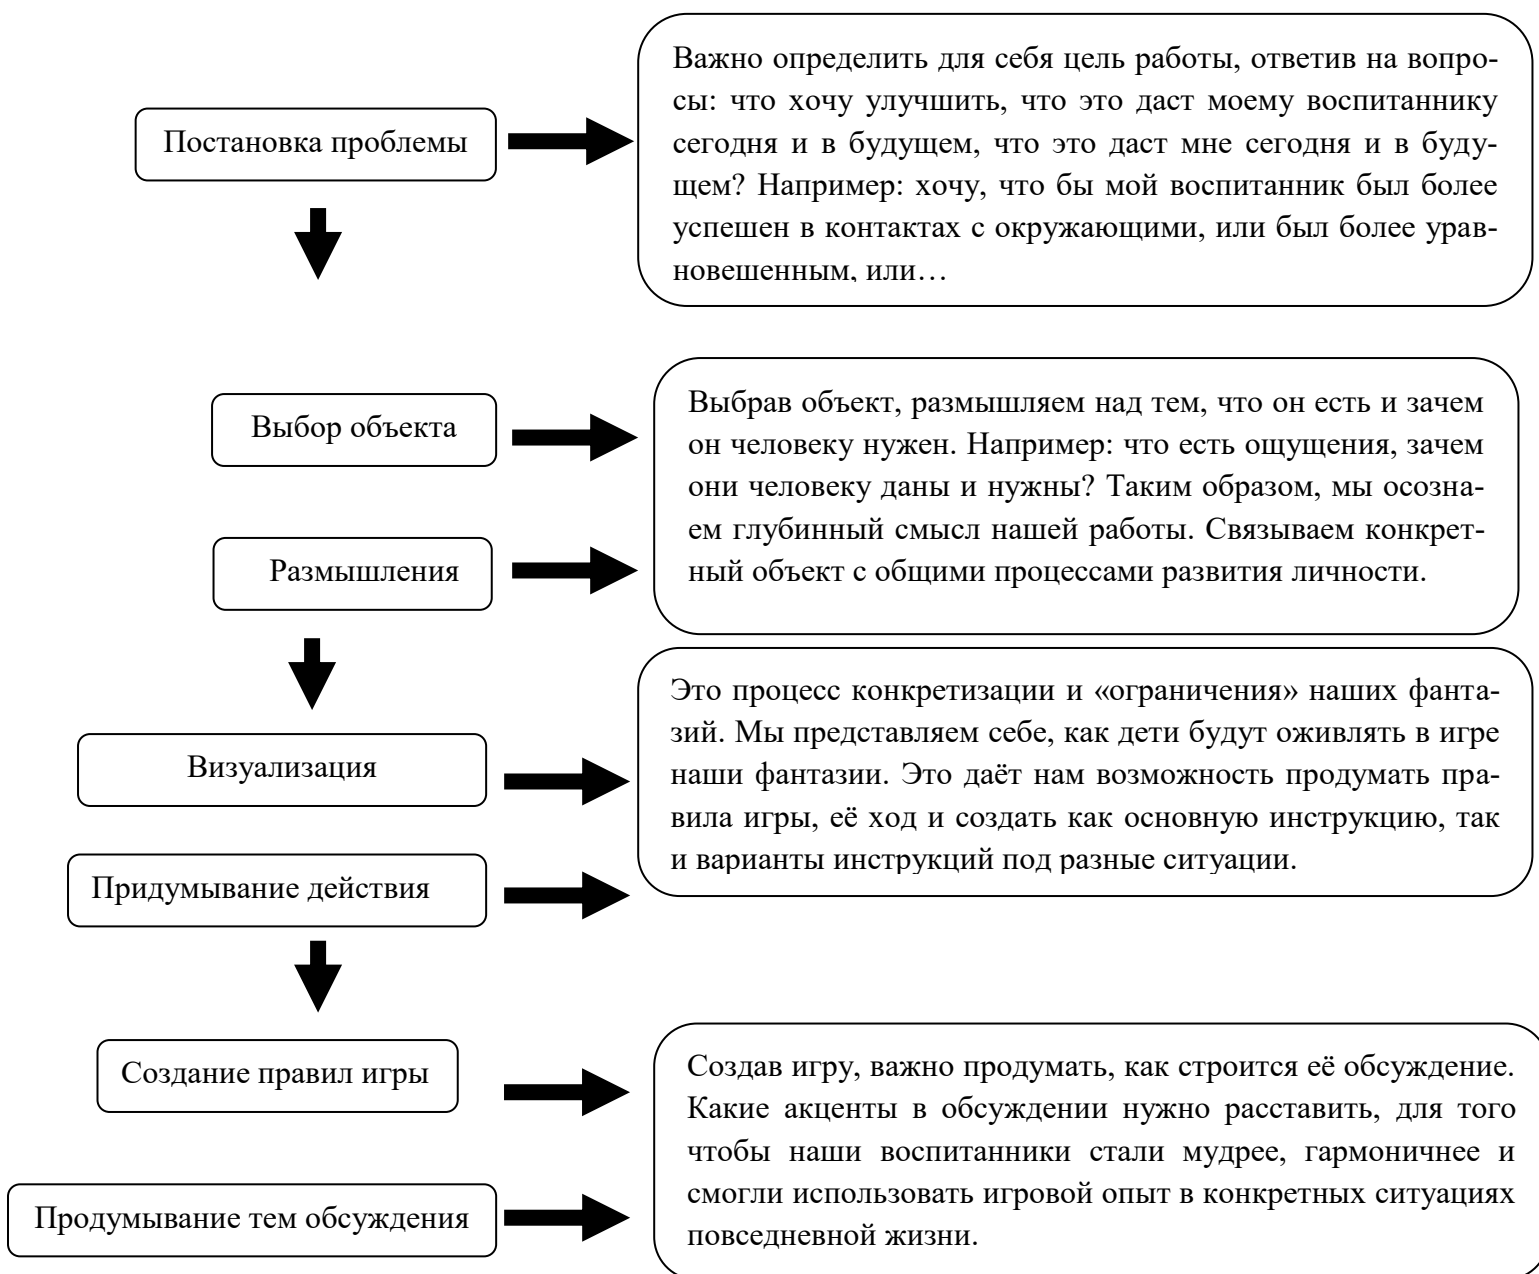 Постановка проблемы
Важно определить для себя цель работы, ответив на вопро-
сы: что хочу улучшить, что это даст моему воспитаннику
сегодня и в будущем, что это даст мне сегодня и в буду-
щем? Например: хочу, что бы мой воспитанник был более
успешен в контактах с окружающими, или был более урав-
новешенным, или…
Выбор объекта
Размышления
Выбрав объект, размышляем над тем, что он есть и зачем
он человеку нужен. Например: что есть ощущения, зачем
они человеку даны и нужны? Таким образом, мы осозна-
ем глубинный смысл нашей работы. Связываем конкрет-
ный объект с общими процессами развития личности.
Визуализация
Придумывание действия
Это процесс конкретизации и «ограничения» наших фанта-
зий. Мы представляем себе, как дети будут оживлять в игре
наши фантазии. Это даёт нам возможность продумать пра-
вила игры, её ход и создать как основную инструкцию, так
и варианты инструкций под разные ситуации.
Создание правил игры
Продумывание тем обсуждения
Создав игру, важно продумать, как строится её обсуждение.
Какие акценты в обсуждении нужно расставить, для того
чтобы наши воспитанники стали мудрее, гармоничнее и
смогли использовать игровой опыт в конкретных ситуациях
повседневной жизни.